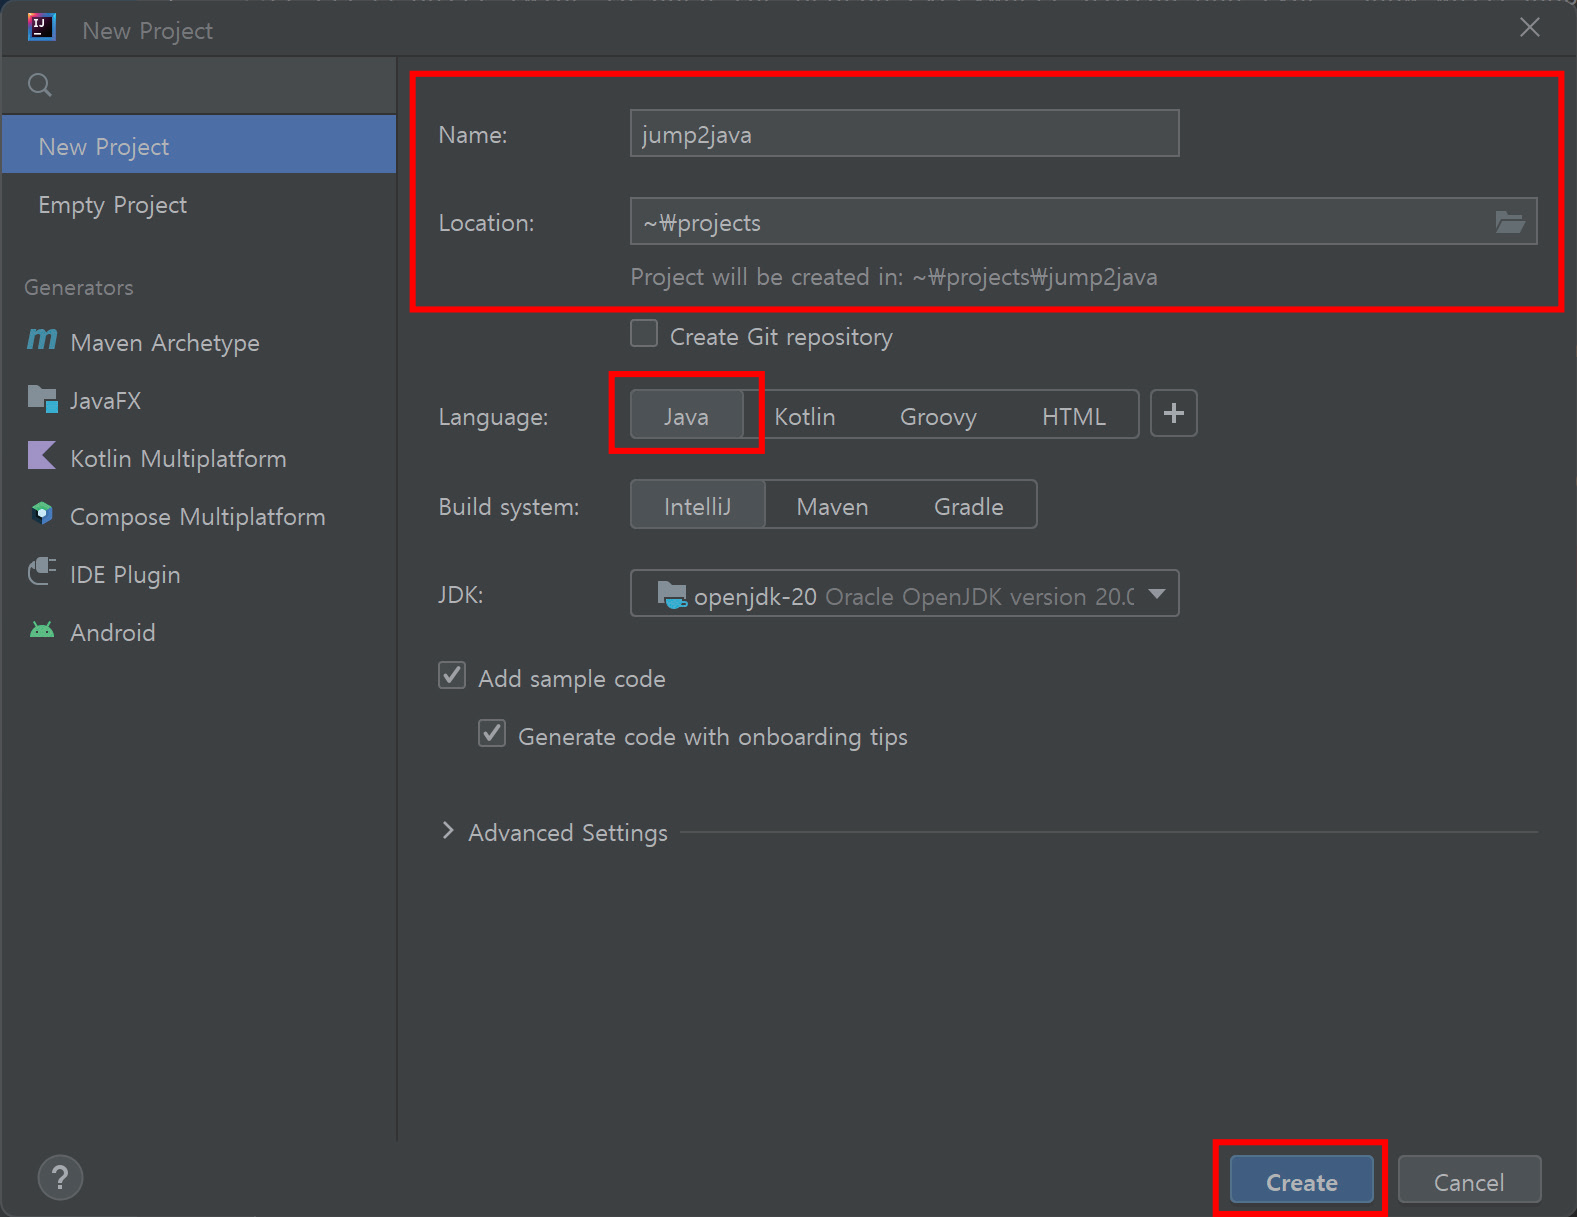 New Project
New Project
Empty Project
Generators
Maven Archetype
JavaFX
Kotlin Multiplatform
Compose Multiplatform
IDE Plugin
Android
Name: jump2java
Location: ~₩projects
Project will be created in: ~₩projects₩jump2java
Create Git repository
Language: Java Kotlin Groovy HTML +
Build system: IntelliJ Maven Gradle
JDK: openjdk-20 Oracle OpenJDK version 20.0
Add sample code
Generate code with onboarding tips
Advanced Settings
? Create Cancel